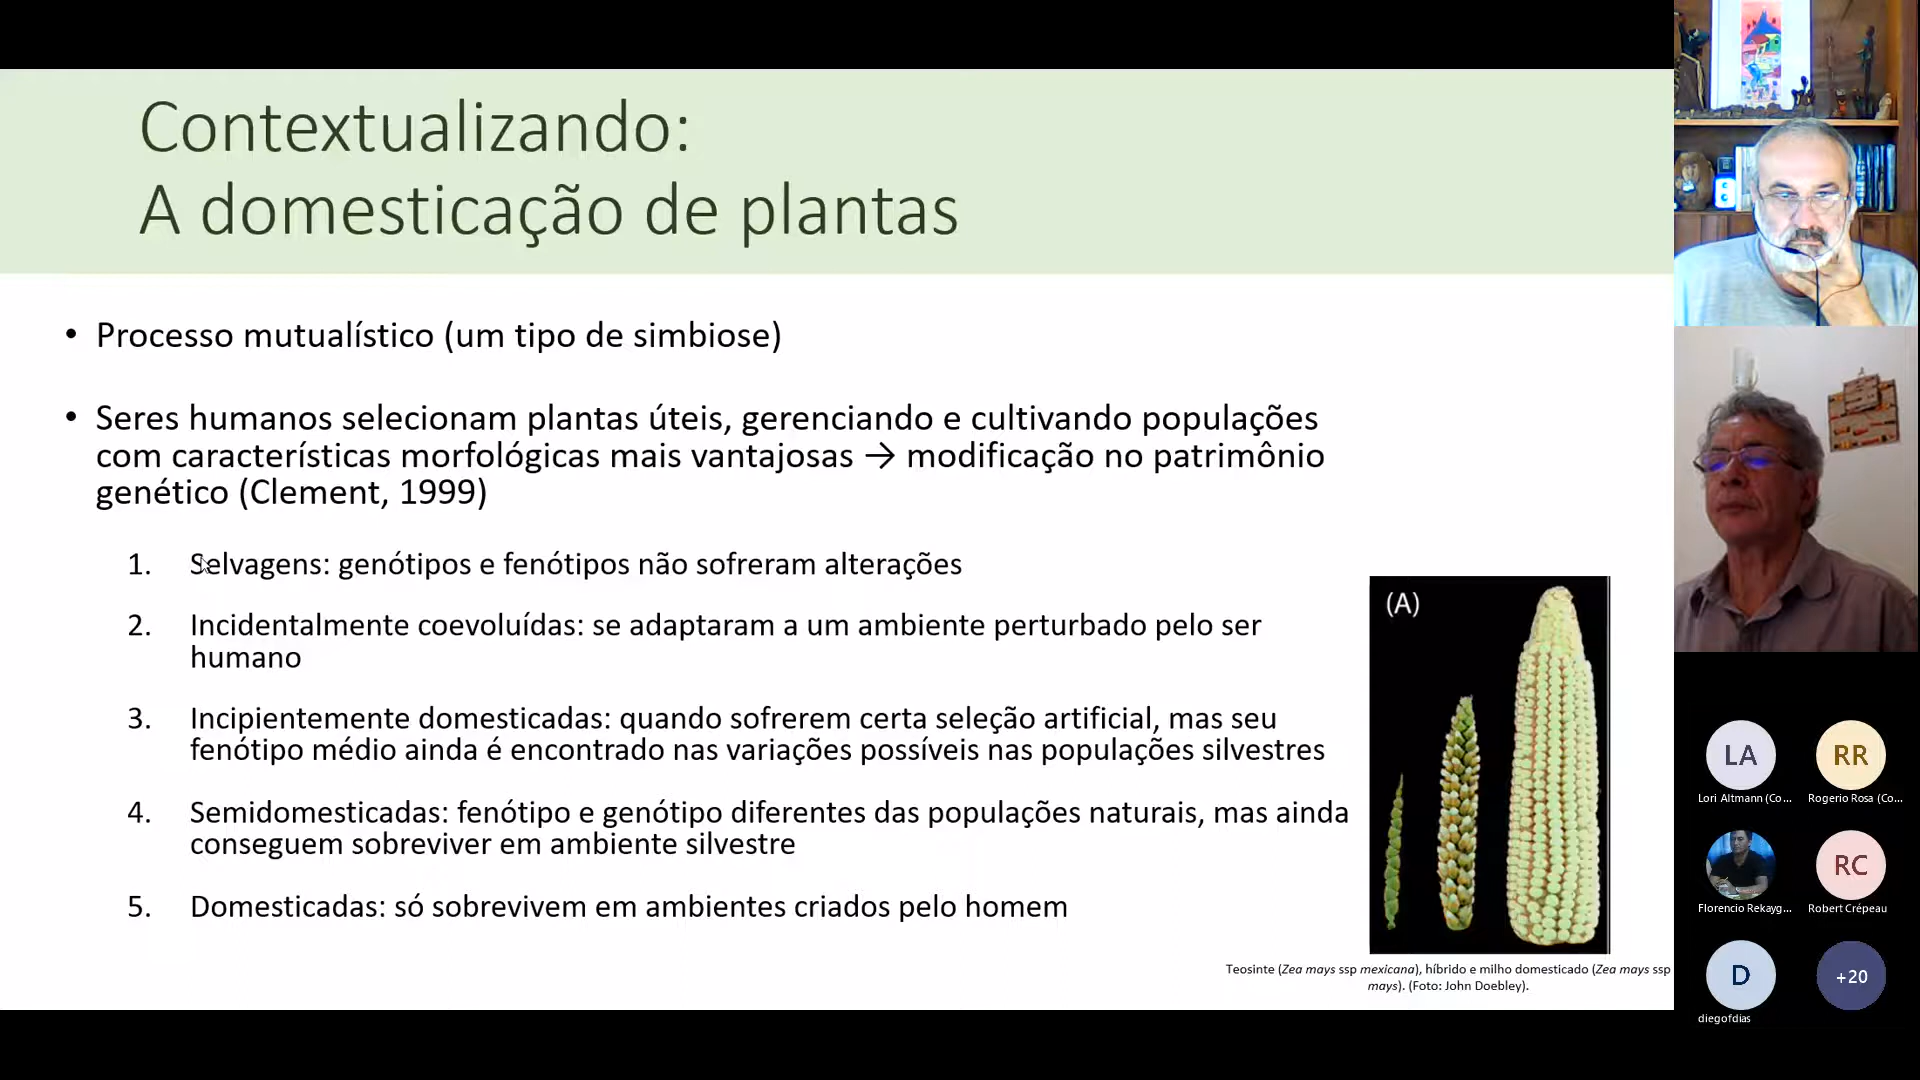 Contextualizando:
A domesticação de plantas
• Processo mutualístico (um tipo de simbiose)
• Seres humanos selecionam plantas úteis, gerenciando e cultivando populações
com características morfológicas mais vantajosas → modificação no patrimônio
genético (Clement, 1999)
1. Selvagens: genótipos e fenótipos não sofreram alterações
2. Incidentalmente coevoluídas: se adaptaram a um ambiente perturbado pelo ser
humano
3. Incipientemente domesticadas: quando sofrerem certa seleção artificial, mas seu
fenótipo médio ainda é encontrado nas variações possíveis nas populações silvestres
4. Semidomesticadas: fenótipo e genótipo diferentes das populações naturais, mas ainda
conseguem sobreviver em ambiente silvestre
5. Domesticadas: só sobrevivem em ambientes criados pelo homem
(A)
Teosinte (Zea mays ssp mexicana), híbrido e milho domesticado (Zea mays ssp
mays). (Foto: John Doebley).
LA
RR
Lori Altmann (Co...
Rogerio Rosa (Co...
RC
Florencio Rekayg...
Robert Crépeau
D
+20
diegofdias